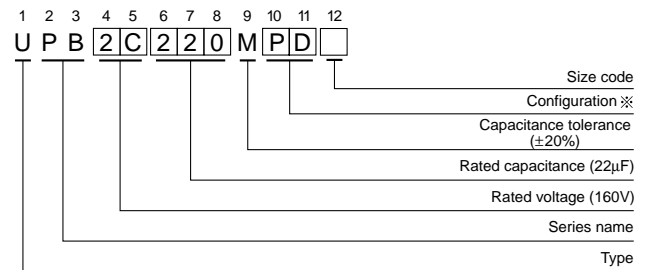 1 2 3 4 5 6 7 8 9 10 11 12
U P B 2 C 2 2 0 M P D
Size code
Configuration ※
Capacitance tolerance
(±20%)
Rated capacitance (22µF)
Rated voltage (160V)
Series name
Type